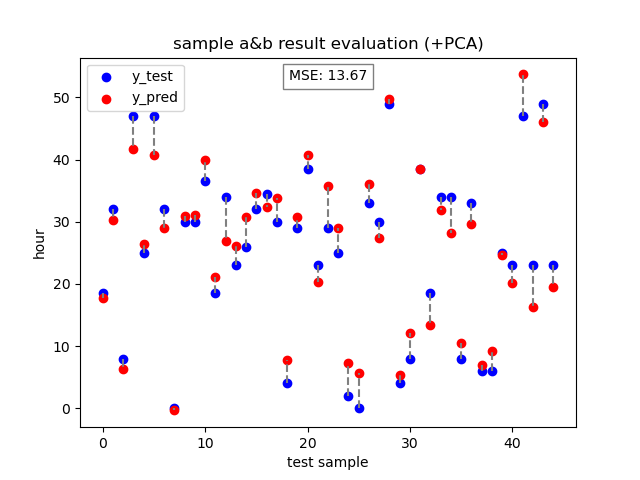 sample a&b result evaluation (+PCA)
y_test
y_pred
MSE: 13.67
50
40
30
20
10
0
hour
0 10 20 30 40
test sample